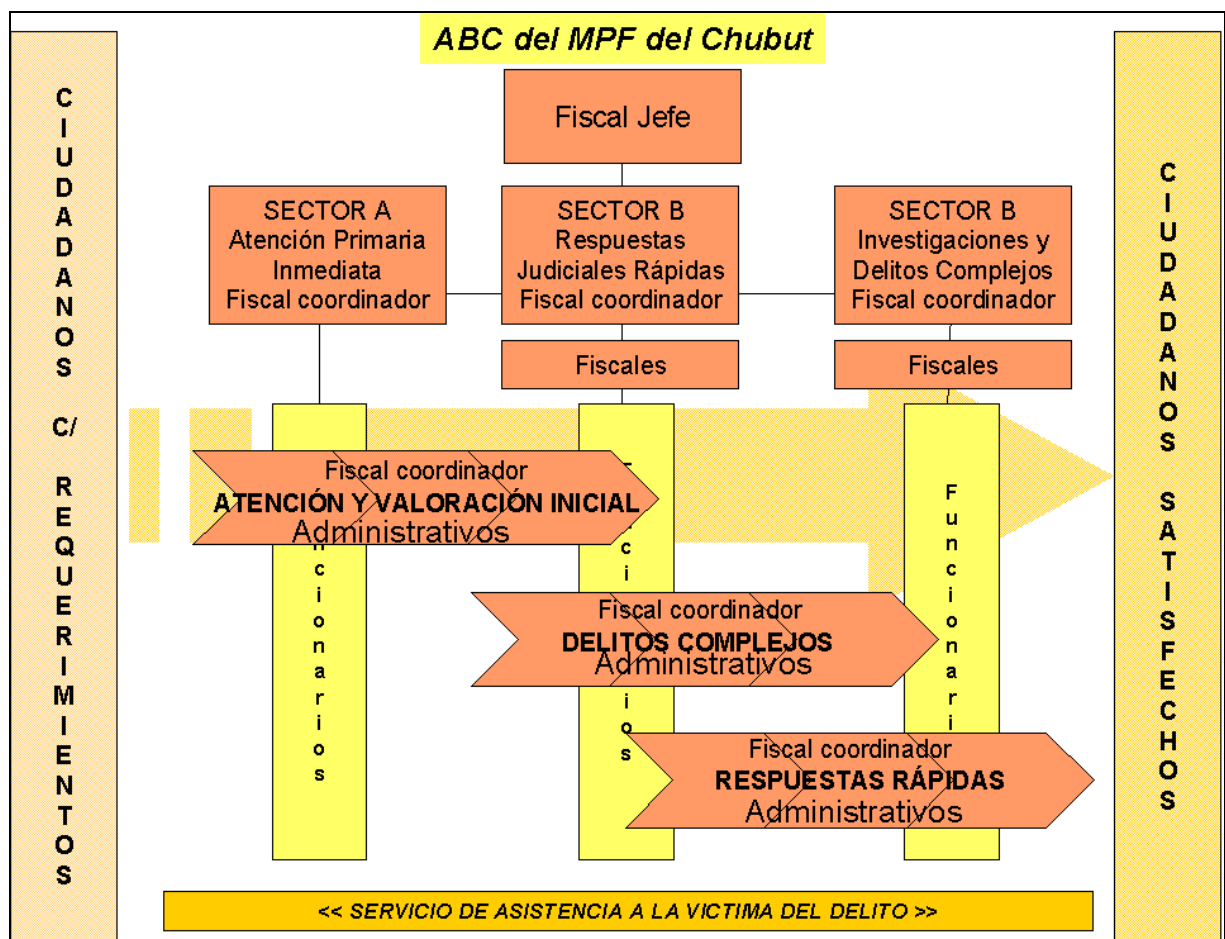 ABC del MPF del Chubut
CIUDADANOS C/ REQUERIMIENTOS
Fiscal Jefe
SECTOR A
Atención Primaria
Inmediata
Fiscal coordinador
SECTOR B
Respuestas
Judiciales Rápidas
Fiscal coordinador
SECTOR B
Investigaciones y
Delitos Complejos
Fiscal coordinador
Fiscales
Fiscales
Fiscal coordinador
ATENCIÓN Y VALORACIÓN INICIAL
Administrativos
ncionarios
Funcionari
Fiscal coordinador
DELITOS COMPLEJOS
Administrativos
Fiscal coordinador
RESPUESTAS RÁPIDAS
Administrativos
CIUDADANOS SATISFECHOS
<< SERVICIO DE ASISTENCIA A LA VICTIMA DEL DELITO >>